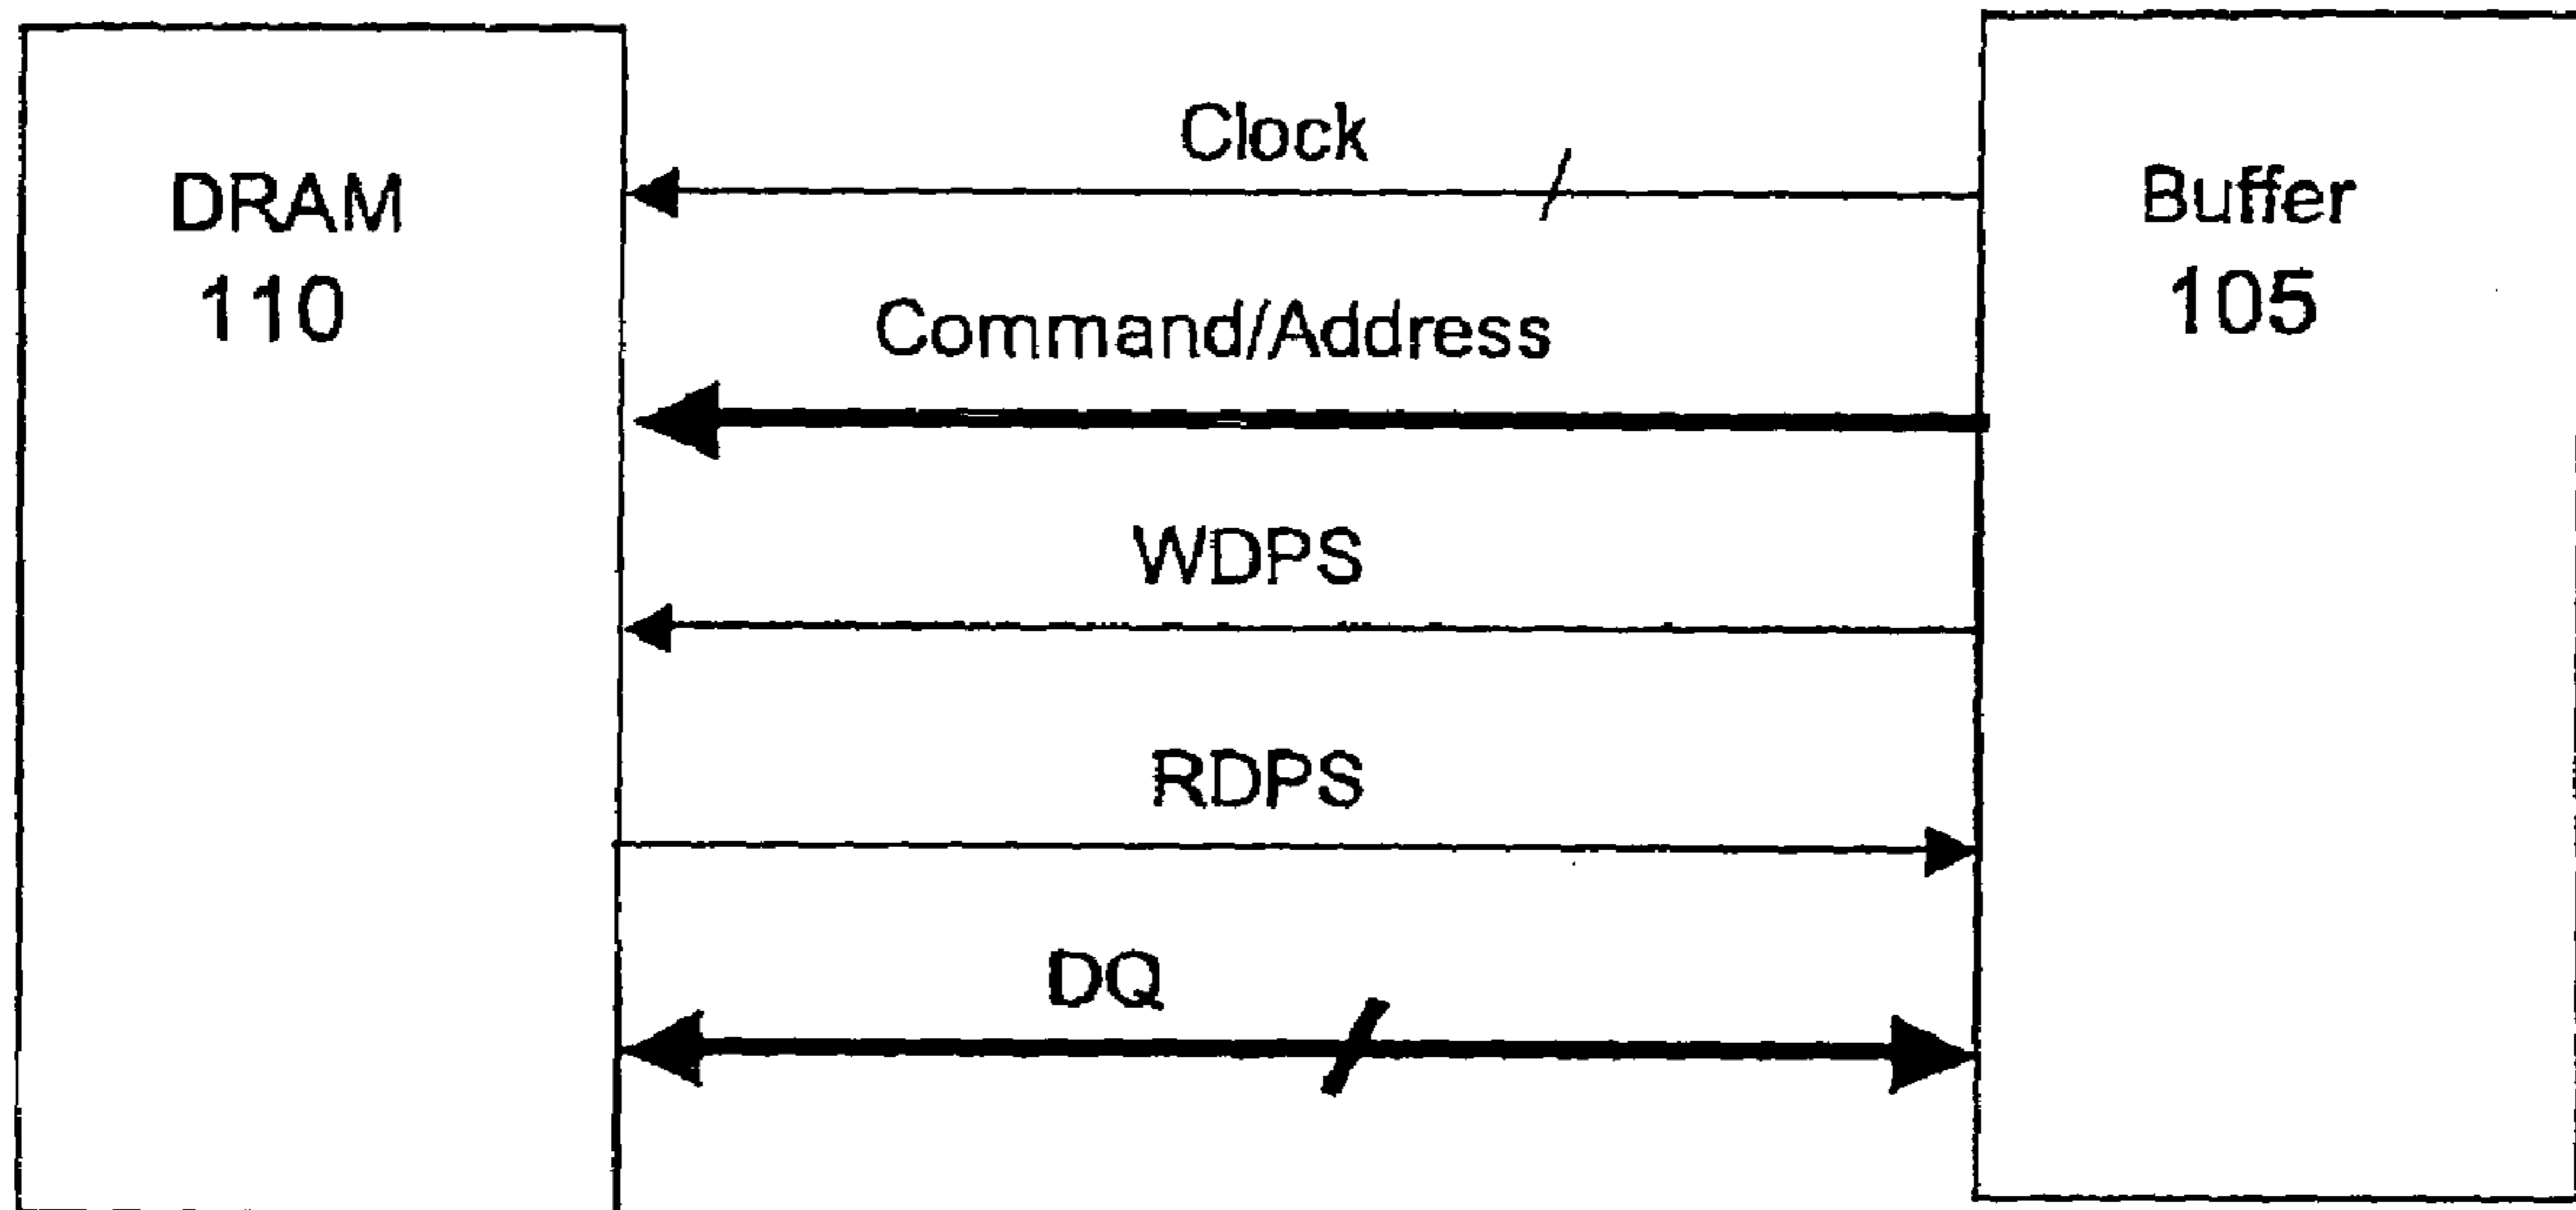 DRAM
110
Clock
Command/Address
WDPS
RDPS
DQ
Buffer
105